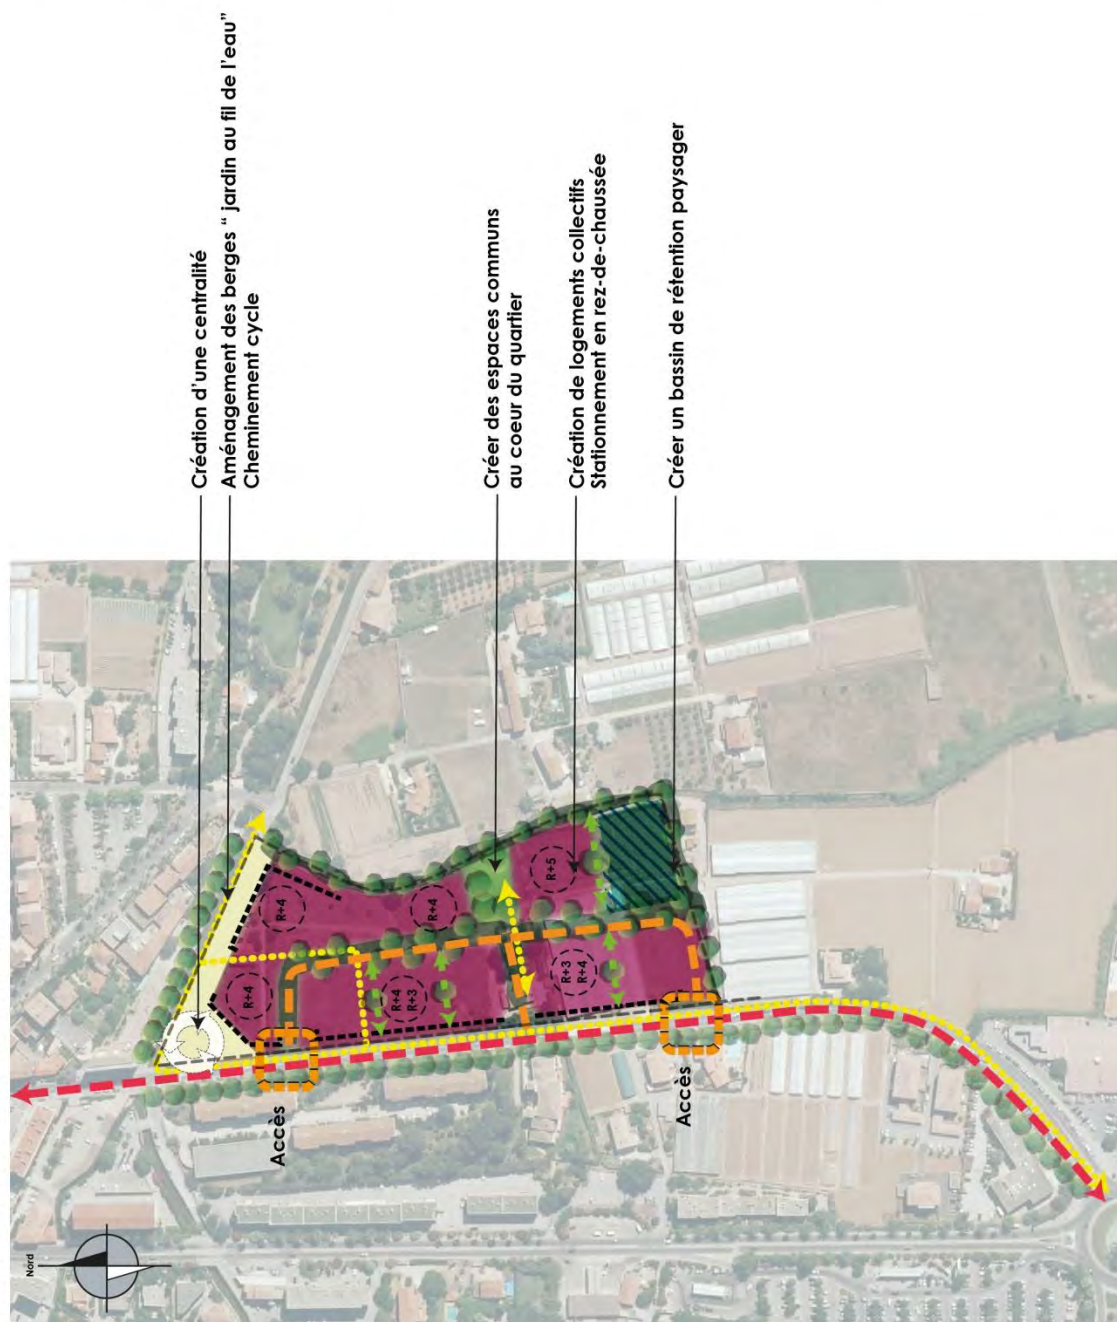 Création d'une centralité
Aménagement des berges “ jardin au fil de l'eau”
Cheminement cycle
Créer des espaces communs
au coeur du quartier
Création de logements collectifs
Stationnement en rez-de-chaussée
Créer un bassin de rétention paysager
R+4
R+4
R+4
R+5
R+4
R+3
R+3
R+4
Accès
Accès
Nord